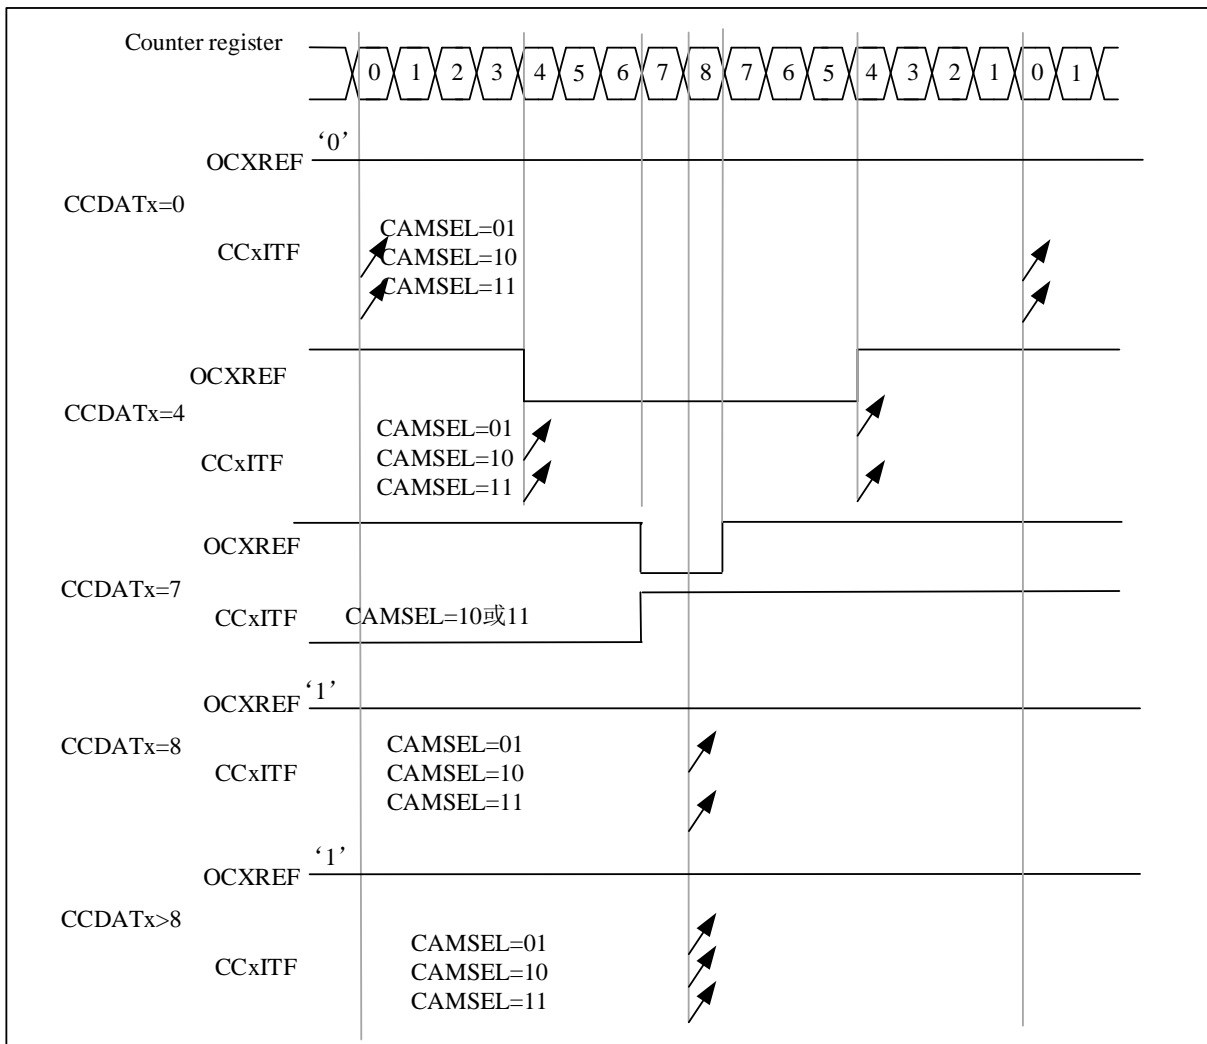 Counter register
0 1 2 3 4 5 6 7 8 7 6 5 4 3 2 1 0 1
‘0’
OCXREF
CCDATx=0
CCxITF
CAMSEL=01
CAMSEL=10
CAMSEL=11
OCXREF
CCDATx=4
CCxITF
CAMSEL=01
CAMSEL=10
CAMSEL=11
OCXREF
CCDATx=7
CCxITF
CAMSEL=10或11
‘1’
OCXREF
CCDATx=8
CCxITF
CAMSEL=01
CAMSEL=10
CAMSEL=11
‘1’
OCXREF
CCDATx>8
CCxITF
CAMSEL=01
CAMSEL=10
CAMSEL=11